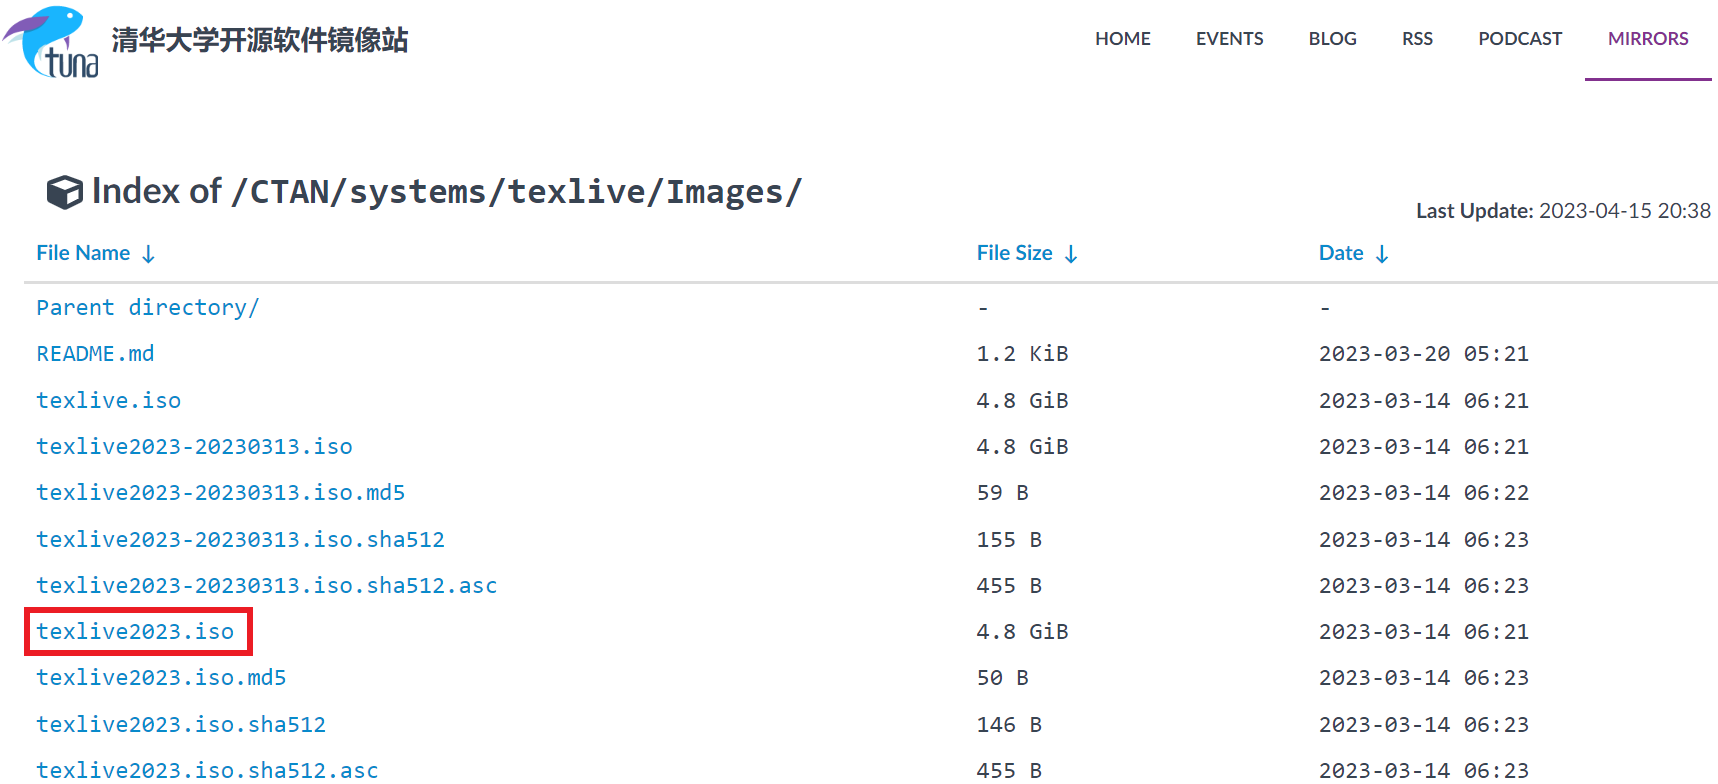 tuna 清华大学开源软件镜像站 HOME EVENTS BLOG RSS PODCAST MIRRORS
Index of /CTAN/systems/texlive/Images/
Last Update: 2023-04-15 20:38
File Name ↓ File Size ↓ Date ↓
Parent directory/ - -
README.md 1.2 KiB 2023-03-20 05:21
texlive.iso 4.8 GiB 2023-03-14 06:21
texlive2023-20230313.iso 4.8 GiB 2023-03-14 06:21
texlive2023-20230313.iso.md5 59 B 2023-03-14 06:22
texlive2023-20230313.iso.sha512 155 B 2023-03-14 06:23
texlive2023-20230313.iso.sha512.asc 455 B 2023-03-14 06:23
texlive2023.iso 4.8 GiB 2023-03-14 06:21
texlive2023.iso.md5 50 B 2023-03-14 06:23
texlive2023.iso.sha512 146 B 2023-03-14 06:23
texlive2023.iso.sha512.asc 455 B 2023-03-14 06:23